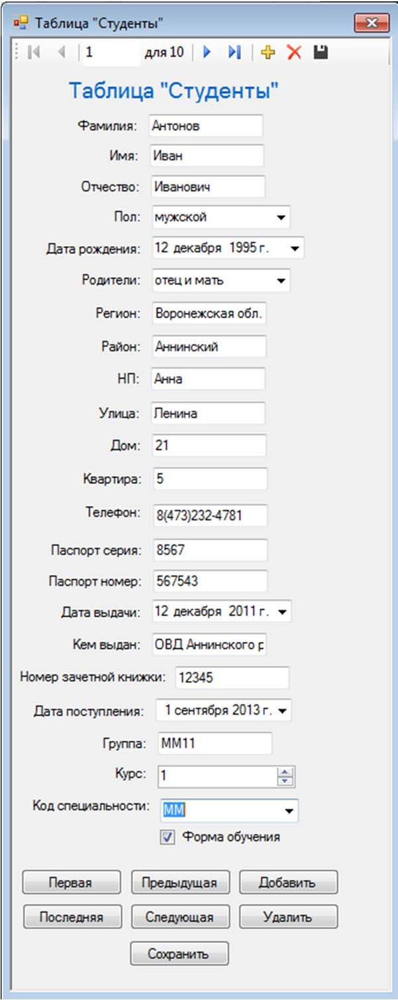 Таблица "Студенты"
1 для 10
Таблица "Студенты"
Фамилия: Антонов
Имя: Иван
Отчество: Иванович
Пол: мужской
Дата рождения: 12 декабря 1995 г.
Родители: отец и мать
Регион: Воронежская обл.
Район: Аннинский
НП: Анна
Улица: Ленина
Дом: 21
Квартира: 5
Телефон: 8(473)232-4781
Паспорт серия: 8567
Паспорт номер: 567543
Дата выдачи: 12 декабря 2011 г.
Кем выдан: ОВД Аннинского р
Номер зачетной книжки: 12345
Дата поступления: 1 сентября 2013 г.
Группа: ММ11
Курс: 1
Код специальности: ММ
Форма обучения
Первая Предыдущая Добавить
Последняя Следующая Удалить
Сохранить